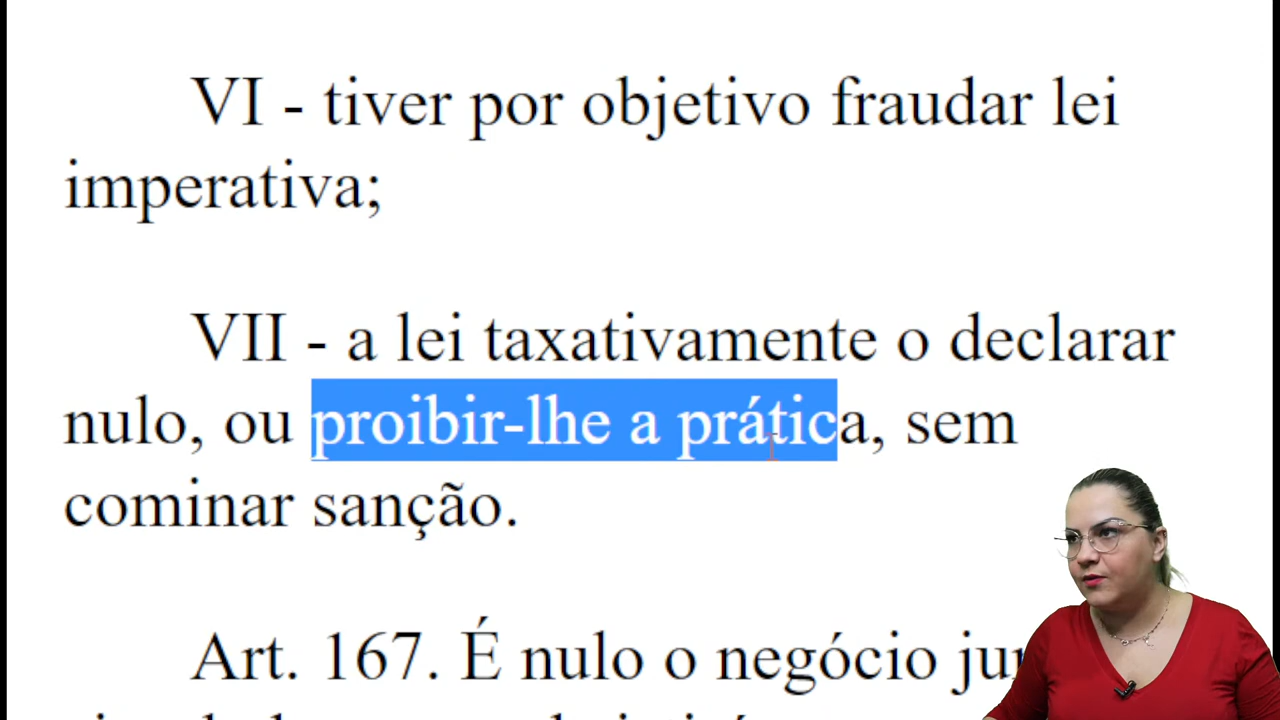 VI - tiver por objetivo fraudar lei
imperativa;
VII - a lei taxativamente o declarar
nulo, ou proibir-lhe a prática, sem
cominar sanção.
Art. 167. É nulo o negócio